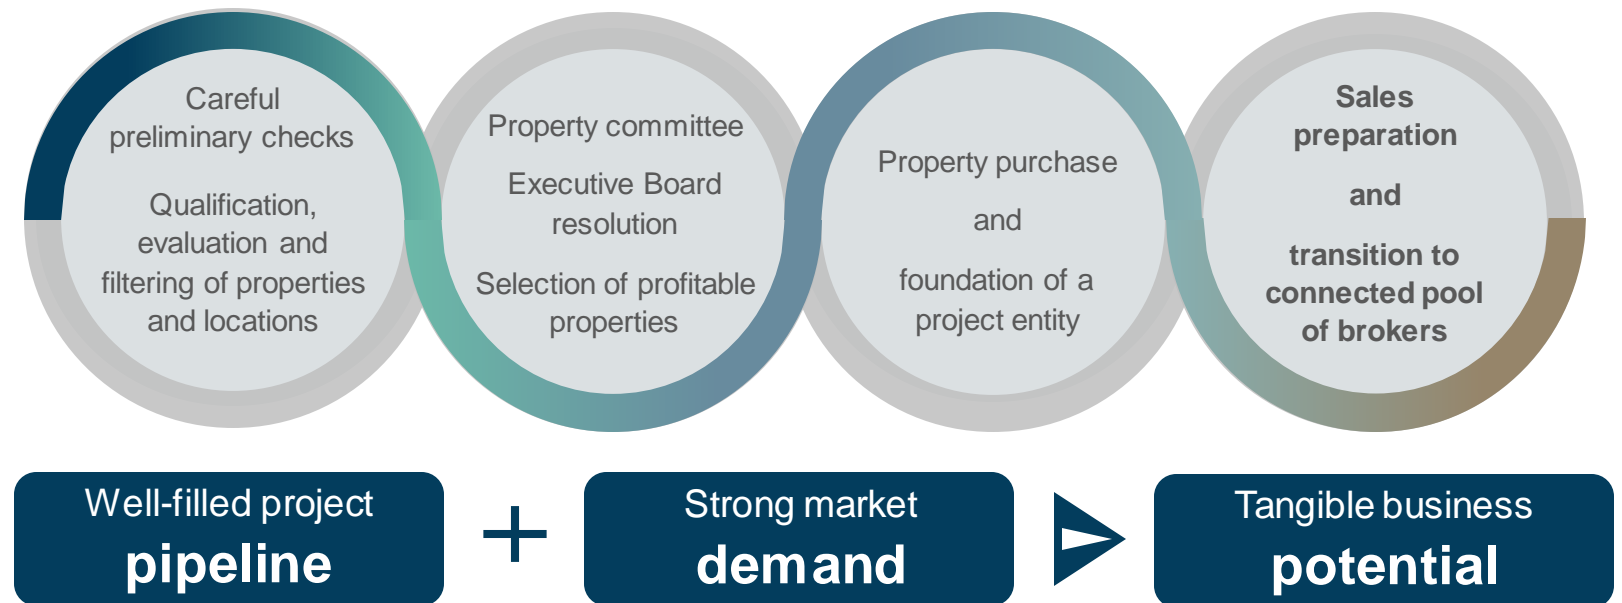 Careful
preliminary checks
Qualification,
evaluation and
filtering of properties
and locations
Property committee
Executive Board
resolution
Selection of profitable
properties
Property purchase
and
foundation of a
project entity
Sales
preparation
and
transition to
connected pool
of brokers
Well-filled project
pipeline
+
Strong market
demand
Tangible business
potential